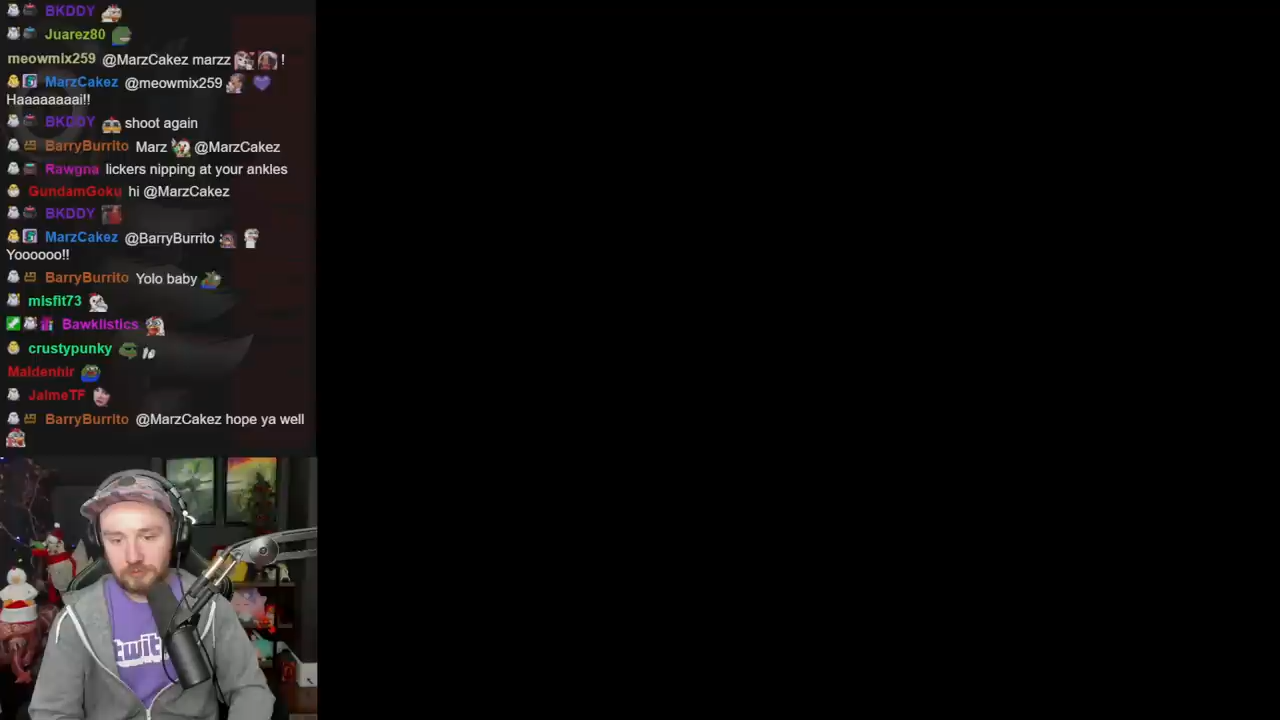 BKDDY
Juarez80
meowmix259 @MarzCakez marzz !
MarzCakez @meowmix259
Haaaaaaaai!!
BKDDY shoot again
BarryBurrito Marz @MarzCakez
Rawgna lickers nipping at your ankles
GundamGoku hi @MarzCakez
BKDDY
MarzCakez @BarryBurrito
Yoooooo!!
BarryBurrito Yolo baby
misfit73
Bawklistics
crustypunky
Maldenhir
JaimeTF
BarryBurrito @MarzCakez hope ya well
twit